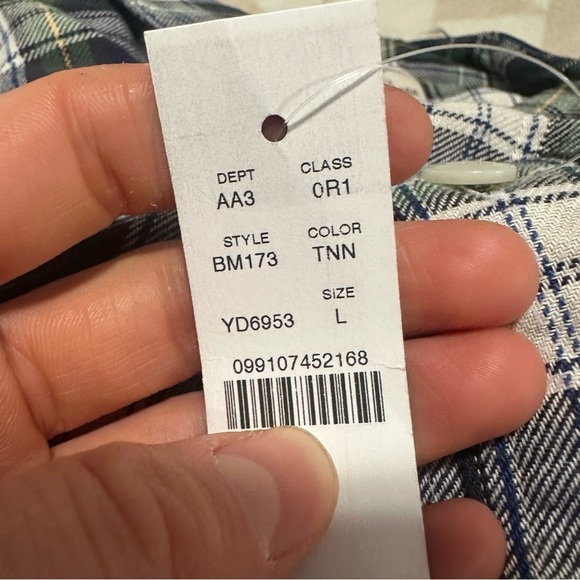 DEPT CLASS
AA3 0R1
STYLE COLOR
BM173 TNN
SIZE
YD6953 L
099107452168